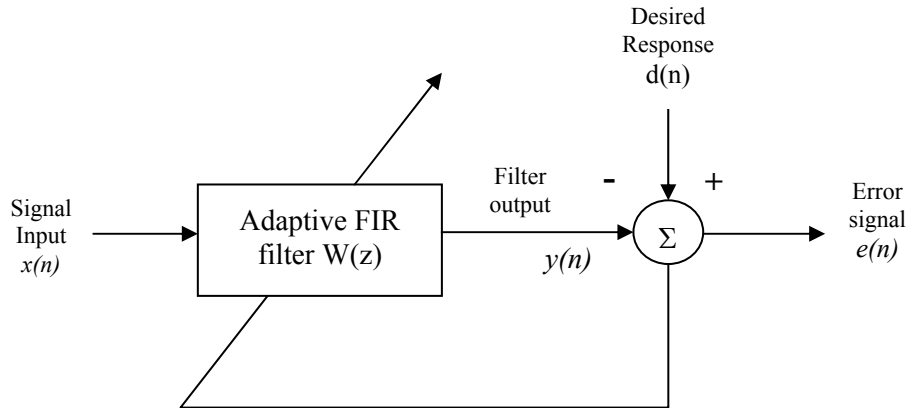 Desired
Response
d(n)
Signal
Input
x(n)
Adaptive FIR
filter W(z)
Filter
output
y(n)
-
+
Σ
Error
signal
e(n)